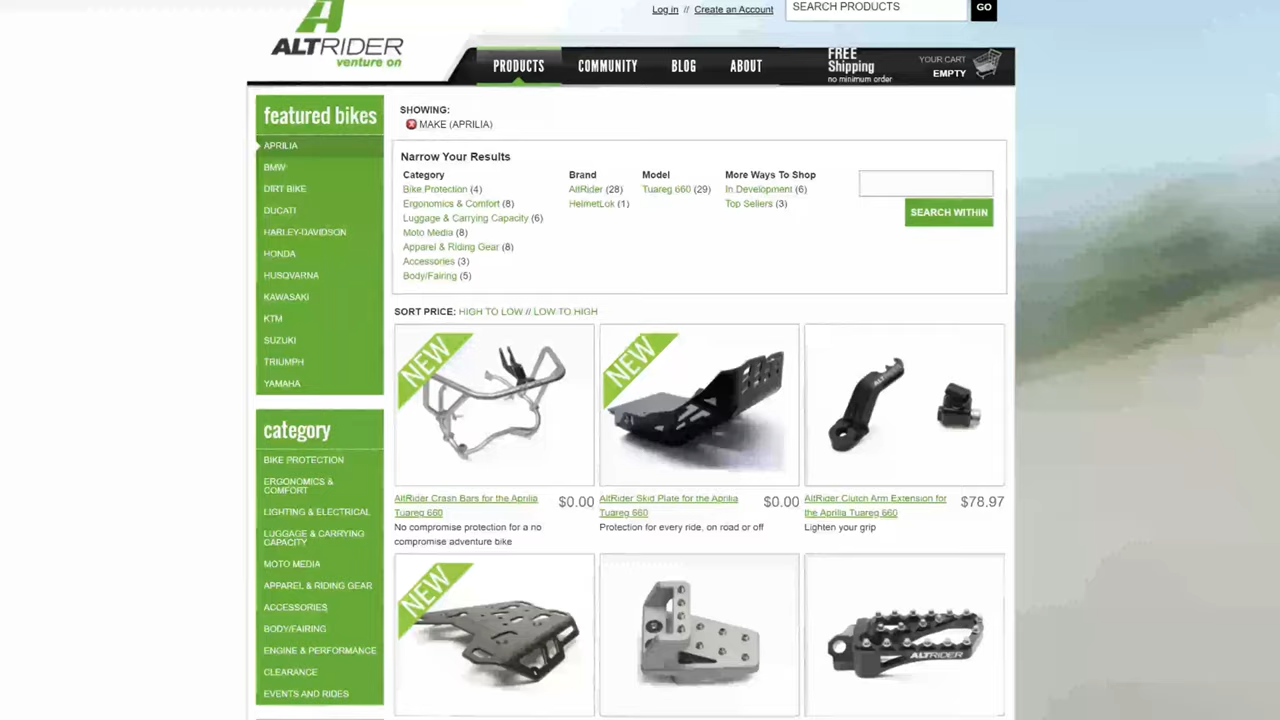 Log in // Create an Account
SEARCH PRODUCTS
GO
ALTRIDER
venture on
PRODUCTS
COMMUNITY
BLOG
ABOUT
FREE
Shipping
no minimum order
YOUR CART
EMPTY
featured bikes
APRILIA
BMW
DIRT BIKE
DUCATI
HARLEY-DAVIDSON
HONDA
HUSQVARNA
KAWASAKI
KTM
SUZUKI
TRIUMPH
YAMAHA
category
BIKE PROTECTION
ERGONOMICS &
COMFORT
LIGHTING & ELECTRICAL
LUGGAGE & CARRYING
CAPACITY
MOTO MEDIA
APPAREL & RIDING GEAR
ACCESSORIES
BODY/FAIRING
ENGINE & PERFORMANCE
CLEARANCE
EVENTS AND RIDES
SHOWING:
MAKE (APRILIA)
Narrow Your Results
Category
Bike Protection (4)
Ergonomics & Comfort (8)
Luggage & Carrying Capacity (6)
Moto Media (8)
Apparel & Riding Gear (8)
Accessories (3)
Body/Fairing (5)
Brand
AltRider (28)
HelmetLok (1)
Model
Tuareg 660 (29)
More Ways To Shop
In Development (6)
Top Sellers (3)
SEARCH WITHIN
SORT PRICE: HIGH TO LOW // LOW TO HIGH
NEW
NEW
ALTRIDER
AltRider Crash Bars for the Aprilia
Tuareg 660
$0.00
No compromise protection for a no
compromise adventure bike
AltRider Skid Plate for the Aprilia
Tuareg 660
$0.00
Protection for every ride, on road or off
AltRider Clutch Arm Extension for
the Aprilia Tuareg 660
$78.97
Lighten your grip
NEW
ALTRIDER